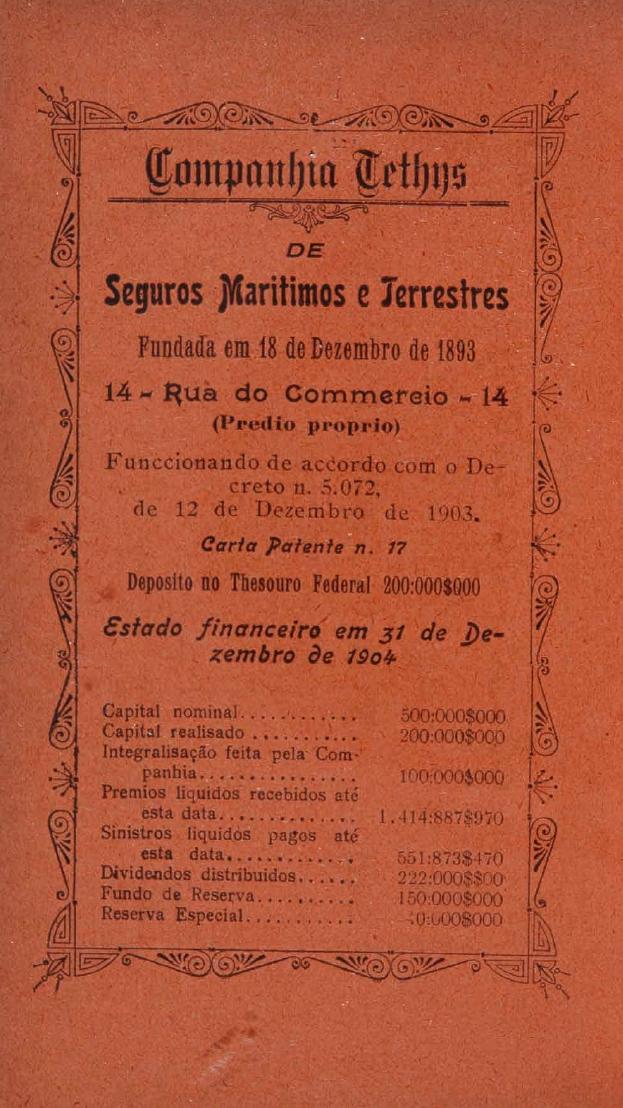 Companhia Tethys
DE
Seguros Maritimos e Terrestres
Fundada em 18 de Dezembro de 1893
14 - Rua do Commercio - 14
(Predio proprio)
Funccionando de accordo com o De-
creto n. 5.072,
de 12 de Dezembro de 1903.
Carta Patente n. 17
Deposito no Thesouro Federal 200:000$000
Estado financeiro em 31 de De-
zembro de 1904
Capital nominal............ 500:000$000
Capital realisado ........... 200:000$000
Integralisação feita pela Com-
panhia................ 100:000$000
Premios liquidos recebidos até
esta data.............. 1.414:887$970
Sinistros liquidos pagos até
esta data............. 551:873$470
Dividendos distribuidos...... 222:000$$00
Fundo de Reserva.......... 150:000$000
Reserva Especial...........